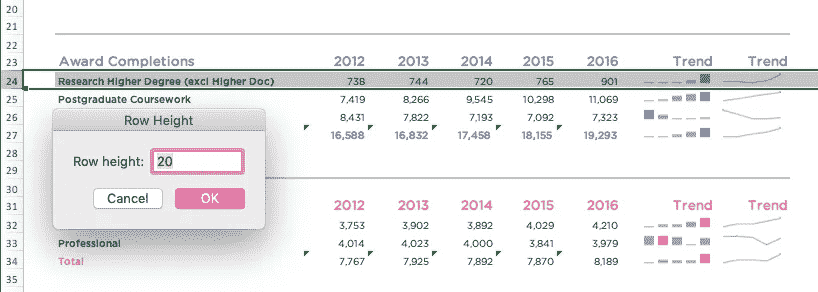 20
21
22
23 Award Completions 2012 2013 2014 2015 2016 Trend Trend
24 Research Higher Degree (excl Higher Doc) 738 744 720 765 901
25 Postgraduate Coursework 7,419 8,266 9,545 10,298 11,069
26 8,431 7,822 7,193 7,092 7,323
27 16,588 16,832 17,458 18,155 19,293
28
29
30
31 2012 2013 2014 2015 2016 Trend Trend
32 3,753 3,902 3,892 4,029 4,210
33 Professional 4,014 4,023 4,000 3,841 3,979
34 Total 7,767 7,925 7,892 7,870 8,189
35
Row Height
Row height: 20
Cancel OK